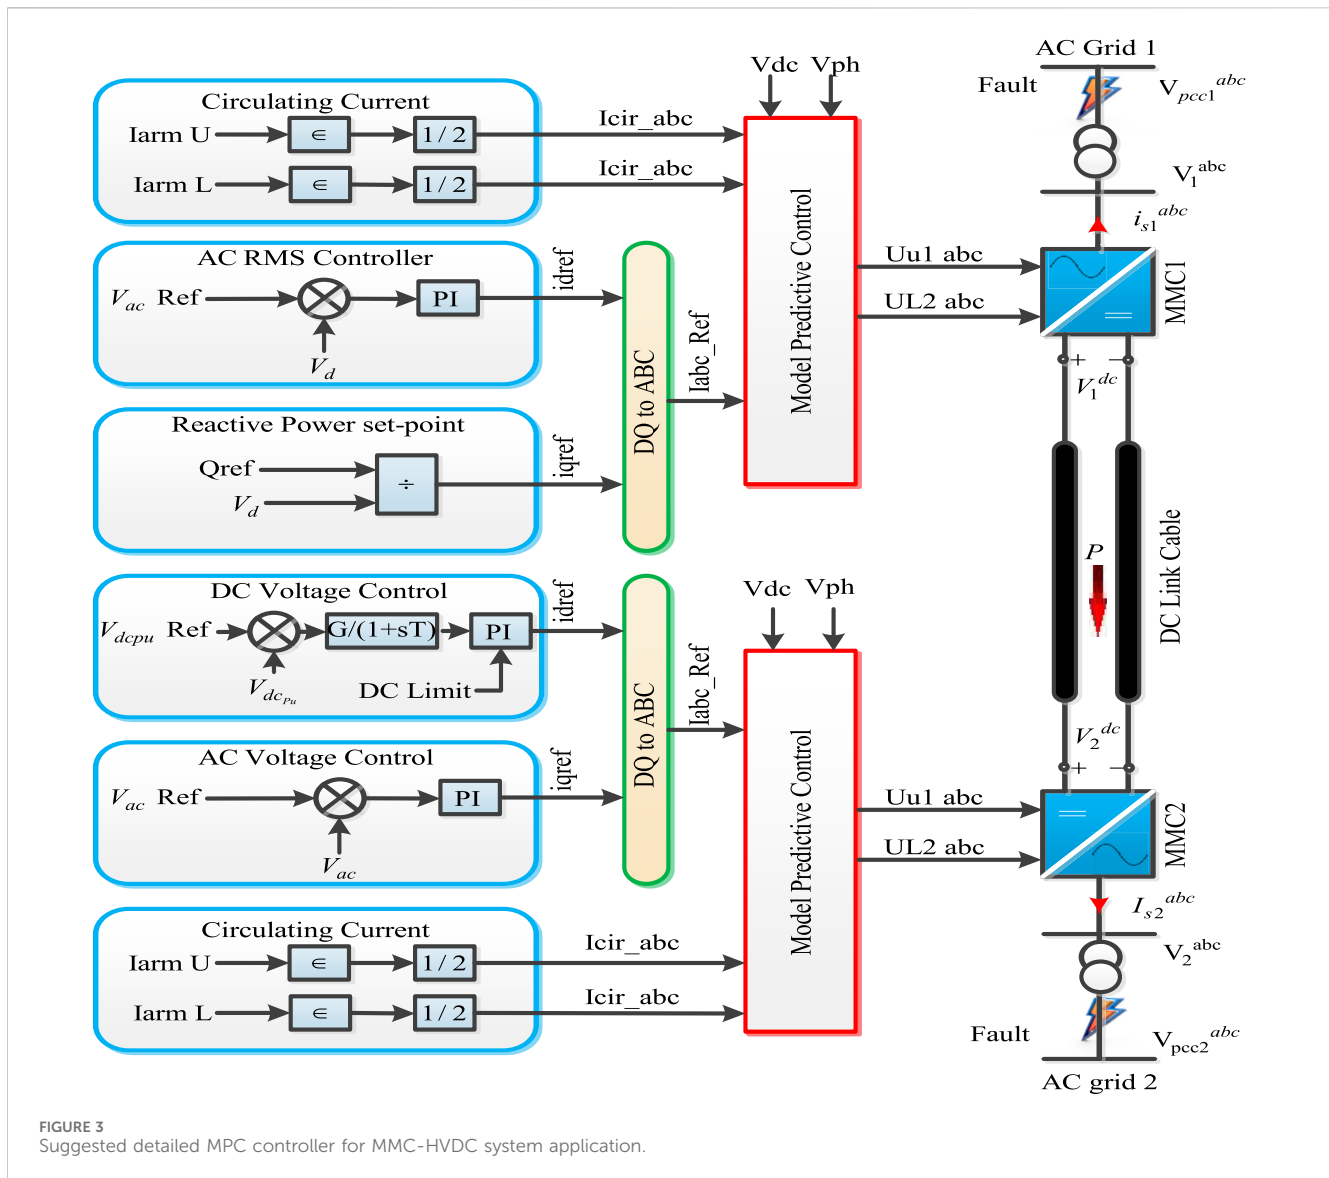 Circulating Current
Iarm U
∈
1 / 2
Icir_abc
Iarm L
∈
1 / 2
Icir_abc
AC RMS Controller
Vac Ref
PI
Vd
idref
Reactive Power set-point
Qref
Vd
÷
iqref
DQ to ABC
Iabc_Ref
Vdc
Vph
Model Predictive Control
Uu1 abc
UL2 abc
DC Voltage Control
Vdcpu Ref
G/(1+sT)
PI
VdcPu
DC Limit
idref
AC Voltage Control
Vac Ref
PI
Vac
iqref
DQ to ABC
Iabc_Ref
Circulating Current
Iarm U
∈
1 / 2
Icir_abc
Iarm L
∈
1 / 2
Icir_abc
Vdc
Vph
Model Predictive Control
Uu1 abc
UL2 abc
AC Grid 1
Fault
Vpcc1abc
V1abc
is1abc
MMC1
+
−
V1dc
P
DC Link Cable
V2dc
+
−
MMC2
Is2abc
V2abc
Fault
Vpcc2abc
AC grid 2
FIGURE 3
Suggested detailed MPC controller for MMC-HVDC system application.